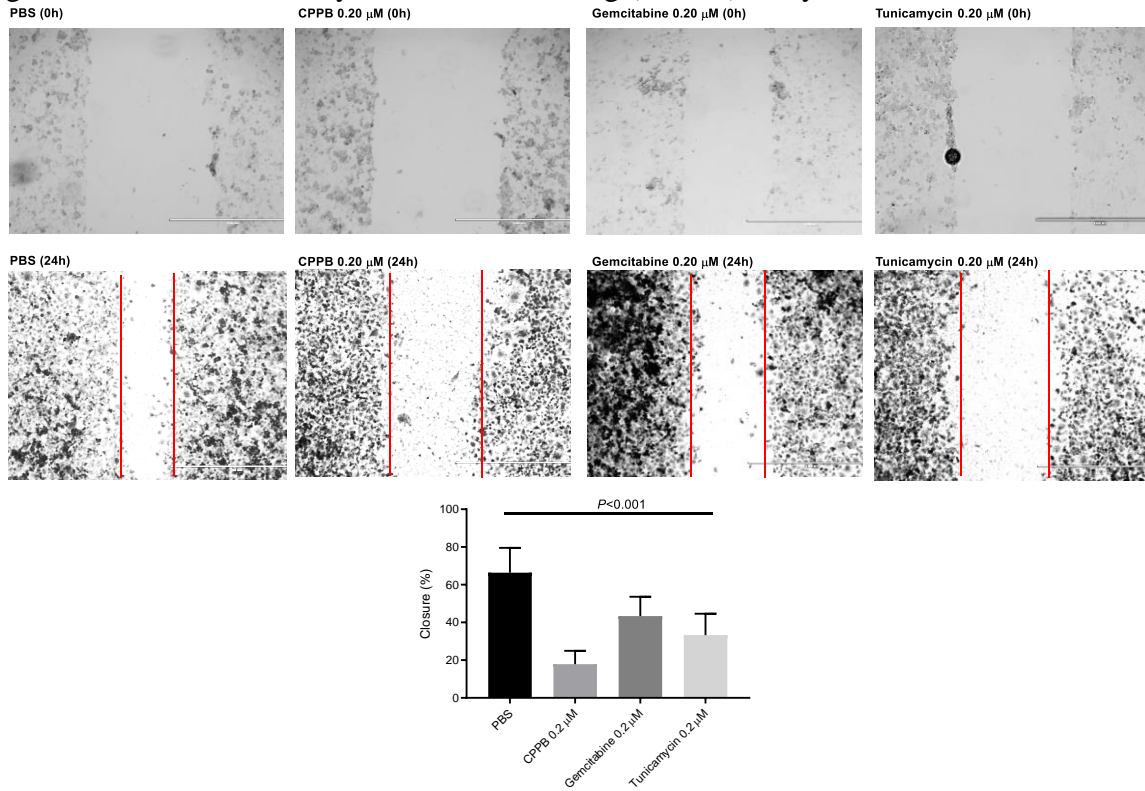 PBS (0h) CPPB 0.20 μM (0h) Gemcitabine 0.20 μM (0h) Tunicamycin 0.20 μM (0h)
PBS (24h) CPPB 0.20 μM (24h) Gemcitabine 0.20 μM (24h) Tunicamycin 0.20 μM (24h)
P<0.001
100
80
60
40
20
0
Closure (%)
PBS
CPPB 0.2 μM
Gemcitabine 0.2 μM
Tunicamycin 0.2 μM